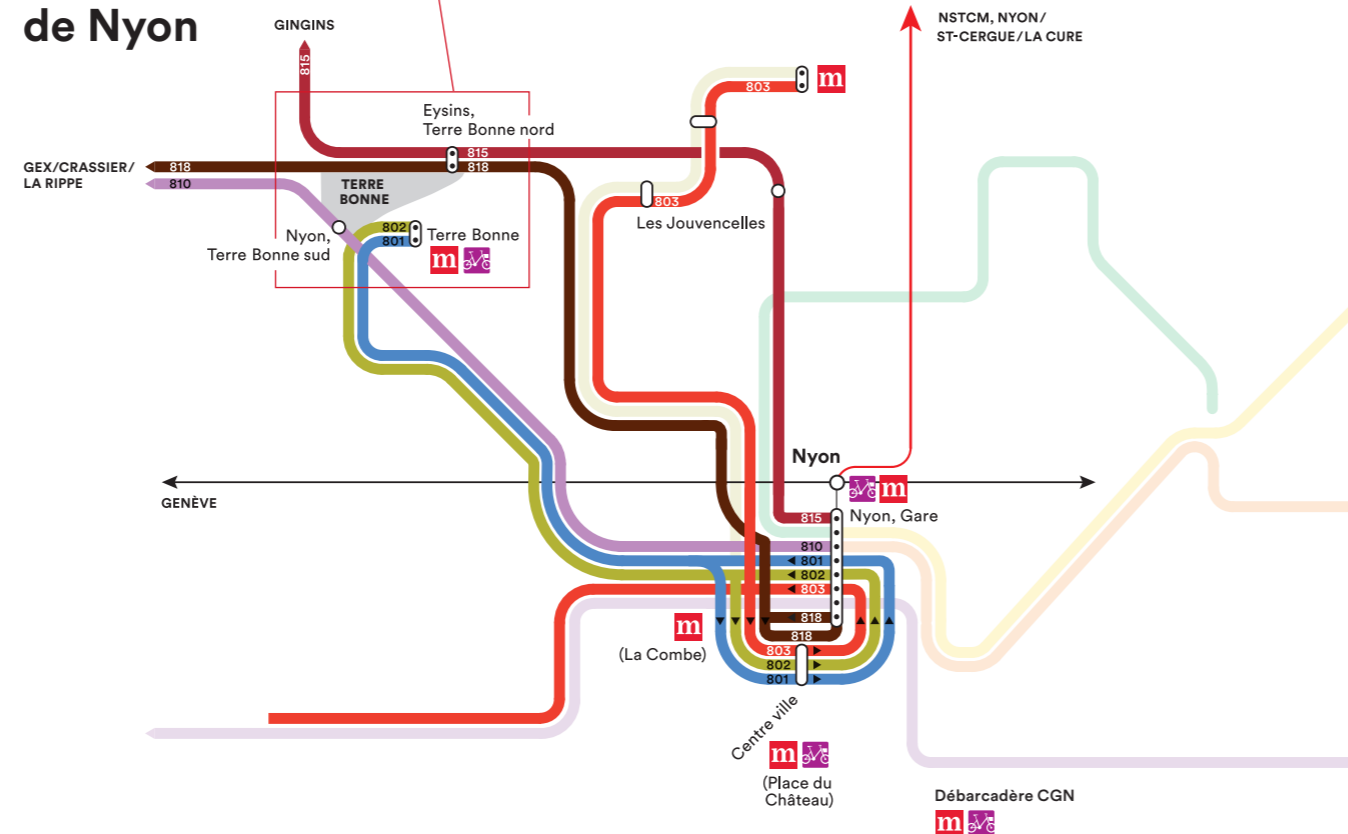 de Nyon
GINGINS
NSTCM, NYON/
ST-CERGUE/LA CURE
815
803
m
Eysins,
Terre Bonne nord
815
818
GEX/CRASSIER/
LA RIPPE
818
810
TERRE
BONNE
803
Les Jouvencelles
Nyon,
Terre Bonne sud
802
801
Terre Bonne
m
Nyon
GENÈVE
m
815
Nyon, Gare
810
801
802
803
818
818
m
(La Combe)
803
802
801
Centre ville
m
(Place du
Château)
Débarcadère CGN
m